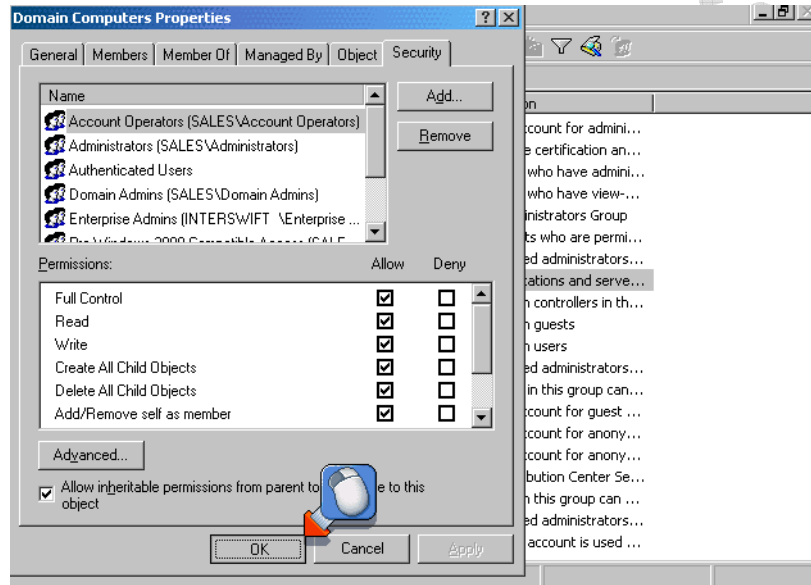 Domain Computers Properties
General Members Member Of Managed By Object Security
Name
Account Operators (SALES\Account Operators)
Administrators (SALES\Administrators)
Authenticated Users
Domain Admins (SALES\Domain Admins)
Enterprise Admins (INTERSWIFT \Enterprise ...
Add...
Remove
Permissions: Allow Deny
Full Control
Read
Write
Create All Child Objects
Delete All Child Objects
Add/Remove self as member
Advanced...
Allow inheritable permissions from parent to e to this
object
OK Cancel Apply
on
count for admini...
e certification an...
who have admini...
who have view-...
inistrators Group
ts who are permi...
ed administrators...
ations and serve...
n controllers in th...
n guests
n users
ed administrators...
in this group can...
count for guest ...
count for anony...
count for anony...
bution Center Se...
n this group can ...
ed administrators...
account is used ...